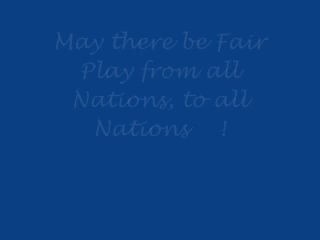 May there be Fair
Play from all
Nations, to all
Nations !